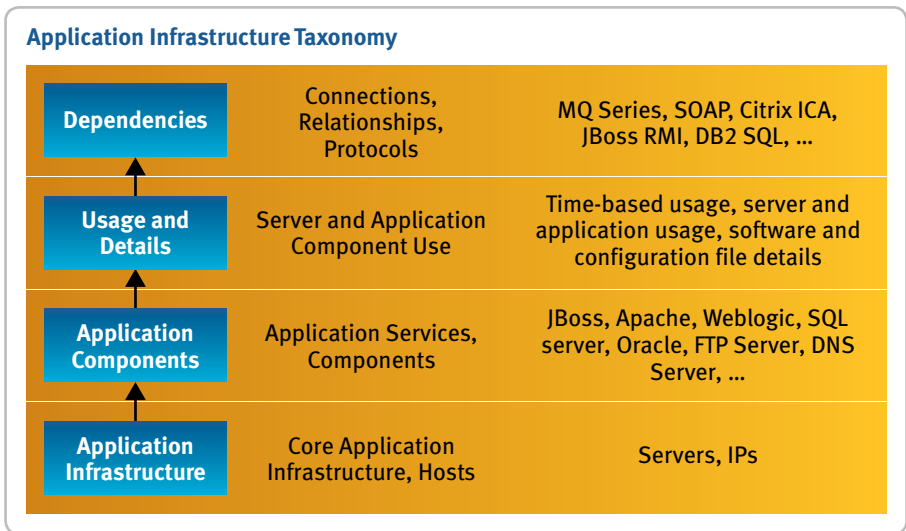 Application Infrastructure Taxonomy
Dependencies
Connections,
Relationships,
Protocols
MQ Series, SOAP, Citrix ICA,
JBoss RMI, DB2 SQL, ...
Usage and
Details
Server and Application
Component Use
Time-based usage, server and
application usage, software and
configuration file details
Application
Components
Application Services,
Components
JBoss, Apache, Weblogic, SQL
server, Oracle, FTP Server, DNS
Server, ...
Application
Infrastructure
Core Application
Infrastructure, Hosts
Servers, IPs